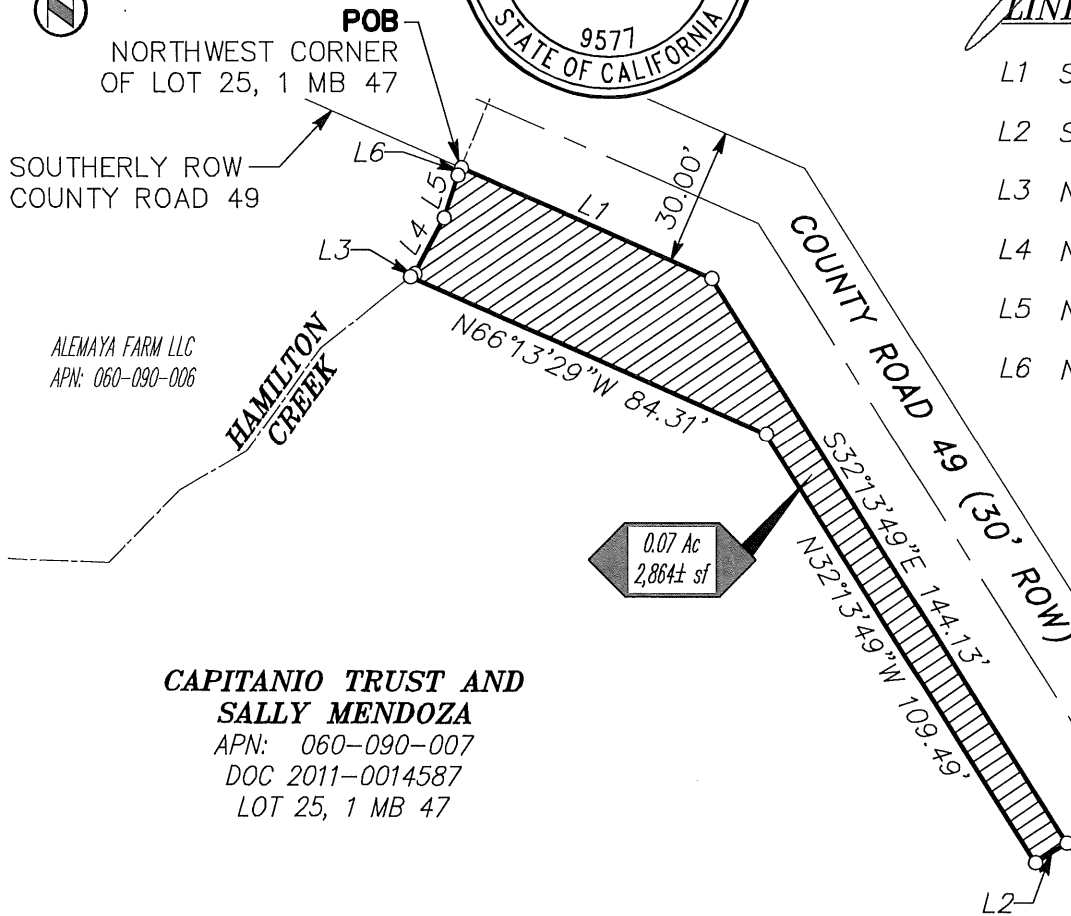 POB
NORTHWEST CORNER
OF LOT 25, 1 MB 47
9577
STATE OF CALIFORNIA
SOUTHERLY ROW
COUNTY ROAD 49
L6
L5
L4
L3
L1
30.00'
COUNTY ROAD 49 (30' ROW)
L1 S
L2 S
L3 N
L4 N
L5 N
L6 N
ALEMAYA FARM LLC
APN: 060-090-006
HAMILTON
CREEK
N66°13'29"W 84.31'
S32°13'49"E 144.13'
N32°13'49"W 109.49'
0.07 Ac
2,864± sf
CAPITANIO TRUST AND
SALLY MENDOZA
APN: 060-090-007
DOC 2011-0014587
LOT 25, 1 MB 47
L2